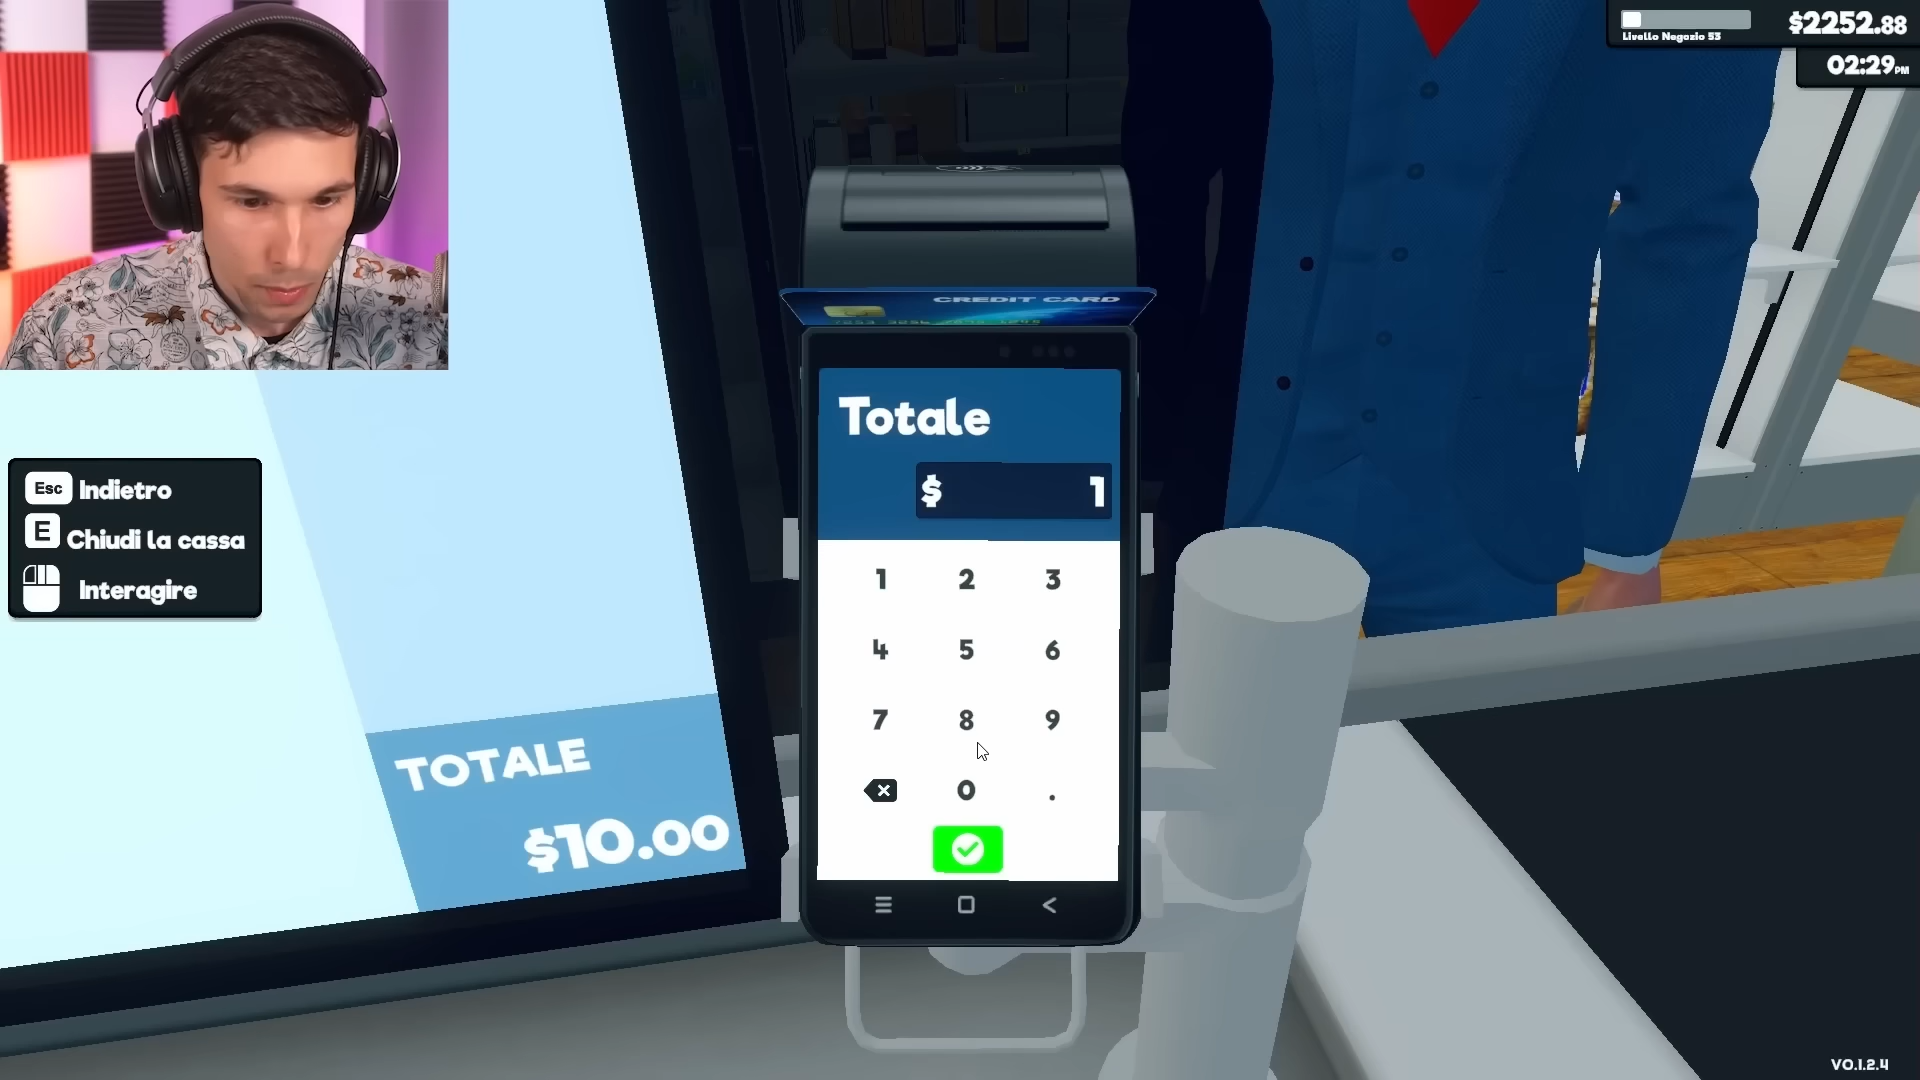 $2252.88
Livello Negozio 53
02:29PM
CREDIT CARD
Totale
$ 1
Esc Indietro
E Chiudi la cassa
Interagire
1 2 3
4 5 6
7 8 9
0 .
TOTALE
$10.00
V0.1.2.4